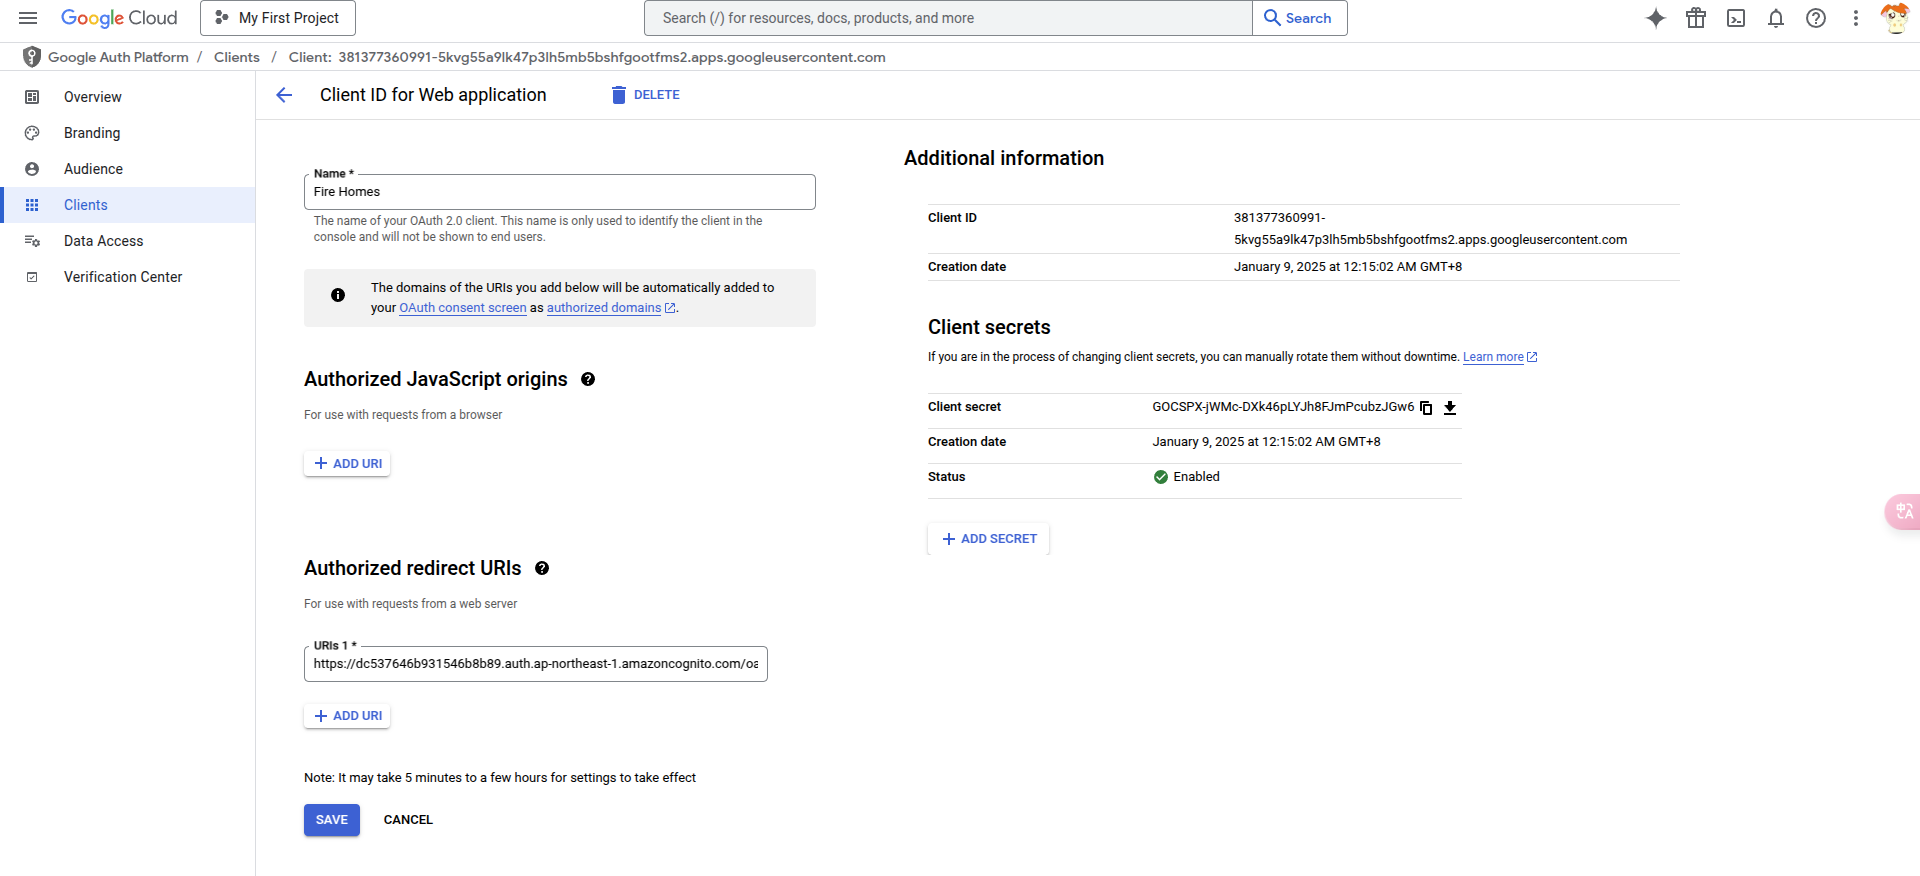 Google Cloud
My First Project
Search (/) for resources, docs, products, and more
Search
Google Auth Platform / Clients / Client: 381377360991-5kvg55a9lk47p3lh5mb5bshfgootfms2.apps.googleusercontent.com
Overview
Branding
Audience
Clients
Data Access
Verification Center
Client ID for Web application
DELETE
Name *
Fire Homes
The name of your OAuth 2.0 client. This name is only used to identify the client in the
console and will not be shown to end users.
The domains of the URIs you add below will be automatically added to
your OAuth consent screen as authorized domains.
Authorized JavaScript origins
For use with requests from a browser
ADD URI
Authorized redirect URIs
For use with requests from a web server
URIs 1 *
https://dc537646b931546b8b89.auth.ap-northeast-1.amazoncognito.com/oa
ADD URI
Note: It may take 5 minutes to a few hours for settings to take effect
SAVE
CANCEL
Additional information
Client ID
381377360991-
5kvg55a9lk47p3lh5mb5bshfgootfms2.apps.googleusercontent.com
Creation date
January 9, 2025 at 12:15:02 AM GMT+8
Client secrets
If you are in the process of changing client secrets, you can manually rotate them without downtime. Learn more
Client secret
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
Creation date
January 9, 2025 at 12:15:02 AM GMT+8
Status
Enabled
ADD SECRET
中A